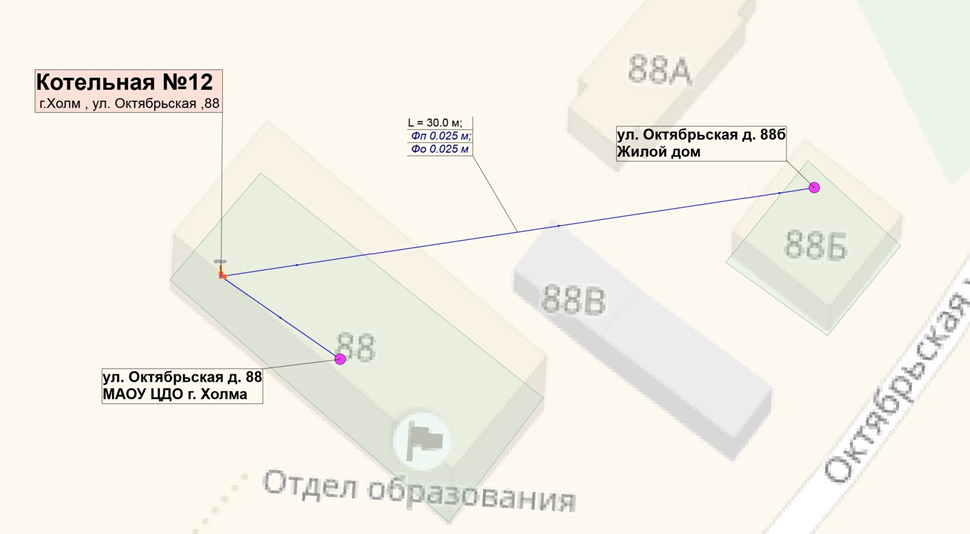 Котельная №12
г.Холм , ул. Октябрьская ,88
88А
L = 30.0 м;
Фп 0.025 м;
Фо 0.025 м
ул. Октябрьская д. 88б
Жилой дом
88Б
88В
88
ул. Октябрьская д. 88
МАОУ ЦДО г. Холма
Отдел образования
Октябрьская